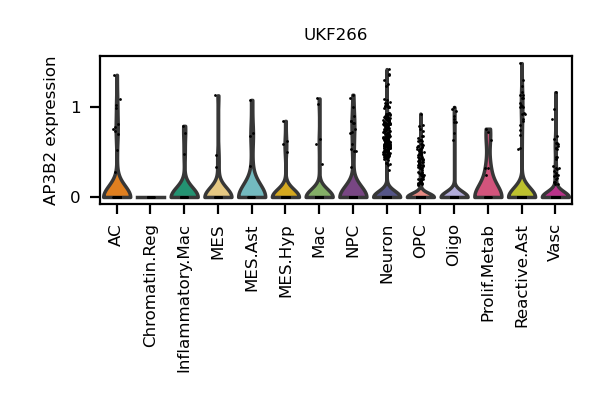 UKF266
AP3B2 expression
1
0
AC
Chromatin.Reg
Inflammatory.Mac
MES
MES.Ast
MES.Hyp
Mac
NPC
Neuron
OPC
Oligo
Prolif.Metab
Reactive.Ast
Vasc